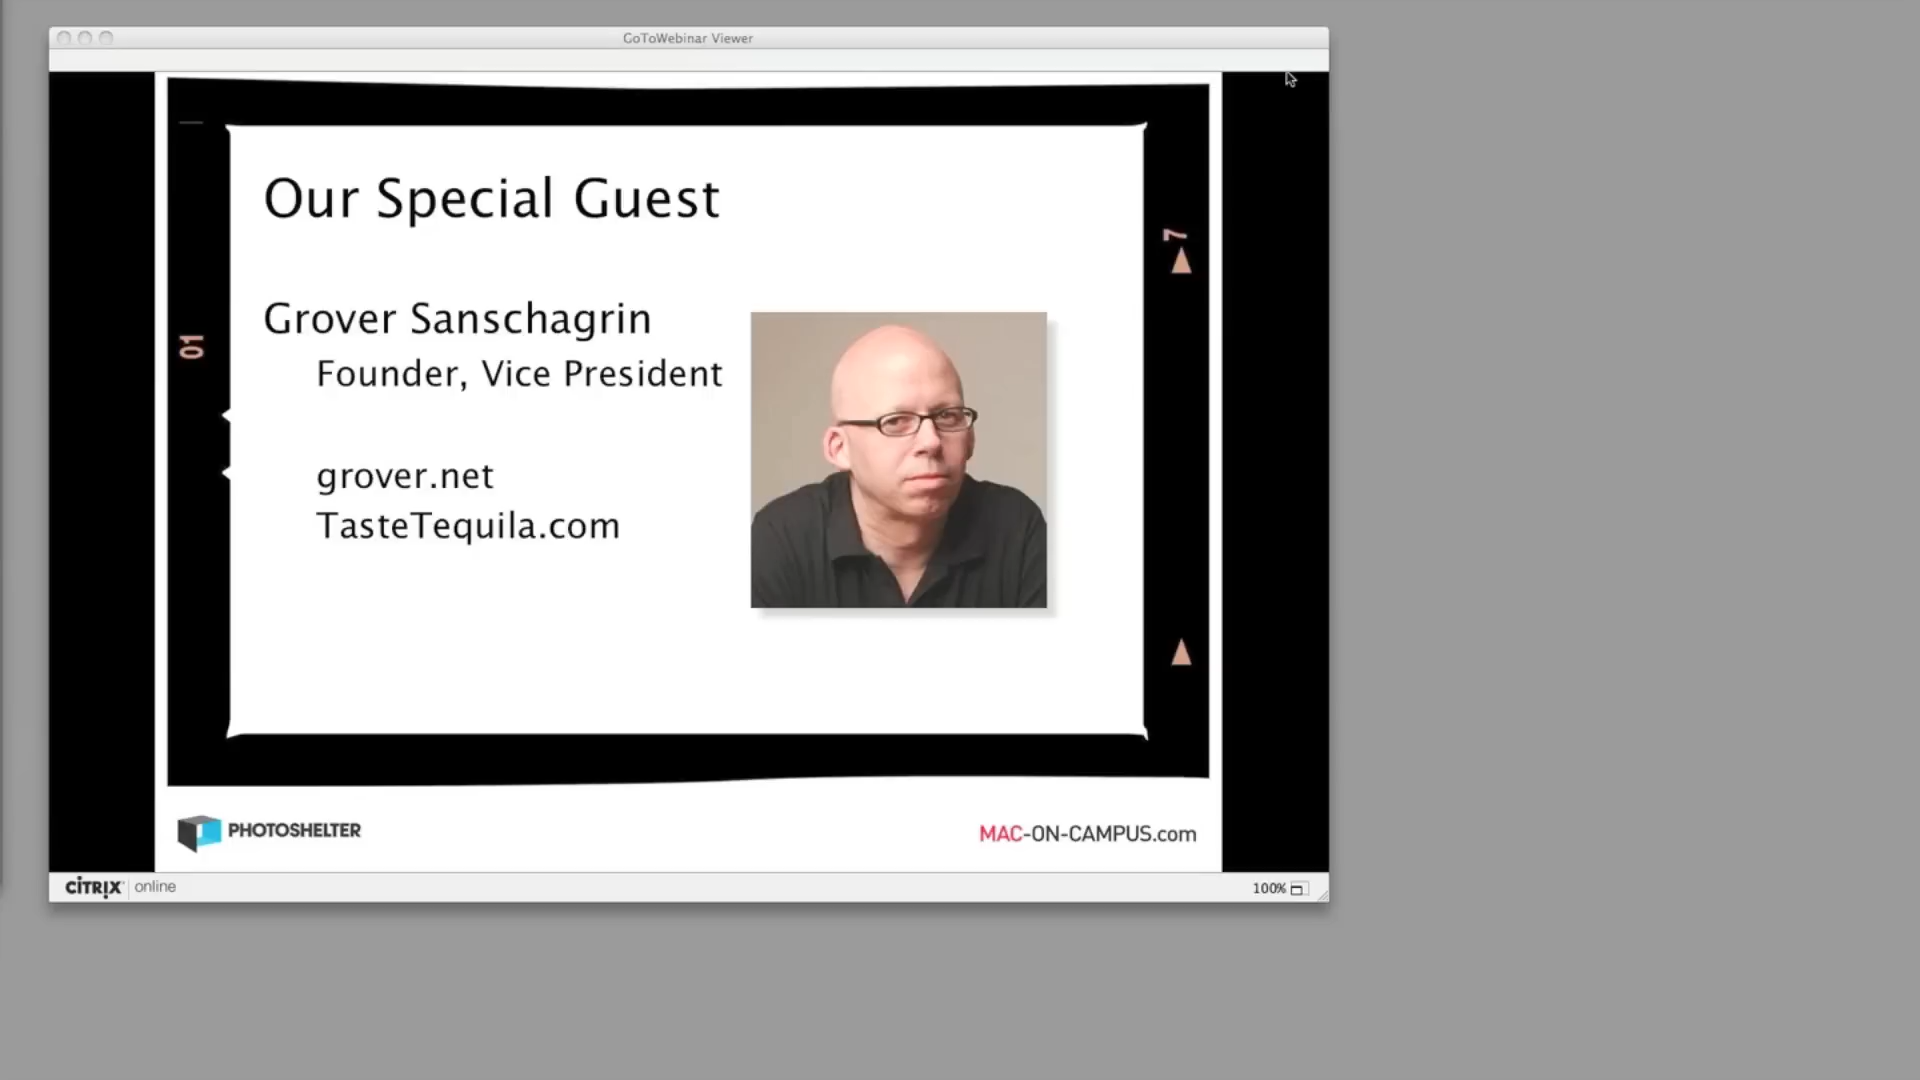 GoToWebinar Viewer
Our Special Guest
Grover Sanschagrin
Founder, Vice President
grover.net
TasteTequila.com
01
7
PHOTOSHELTER
MAC-ON-CAMPUS.com
CITRIX online
100%